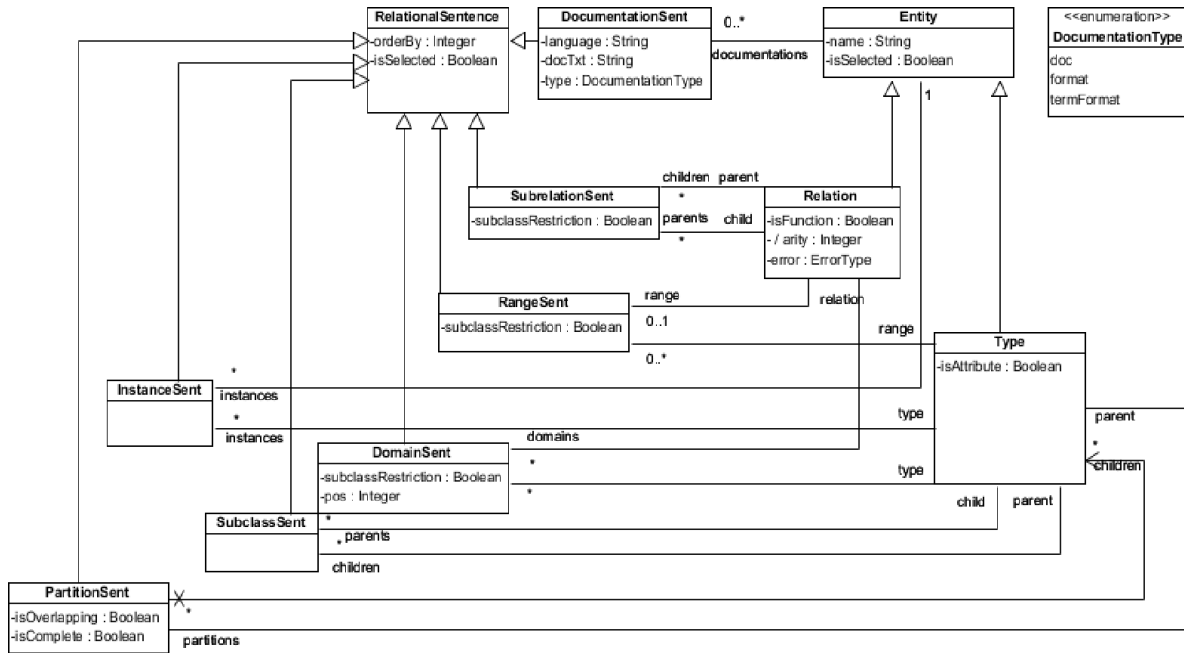 RelationalSentence
-orderBy : Integer
-isSelected : Boolean
DocumentationSent
-language : String
-docTxt : String
-type : DocumentationType
0..*
documentations
Entity
-name : String
-isSelected : Boolean
1
<<enumeration>>
DocumentationType
doc
format
termFormat
SubrelationSent
-subclassRestriction : Boolean
children
parent
*
parents
child
*
Relation
-isFunction : Boolean
-/ arity : Integer
-error : ErrorType
RangeSent
-subclassRestriction : Boolean
range
relation
0..1
range
0..*
Type
-isAttribute : Boolean
InstanceSent
*
instances
*
instances
type
parent
domains
*
children
DomainSent
-subclassRestriction : Boolean
-pos : Integer
*
type
*
child
parent
SubclassSent
*
parents
*
children
PartitionSent
-isOverlapping : Boolean
-isComplete : Boolean
*
partitions